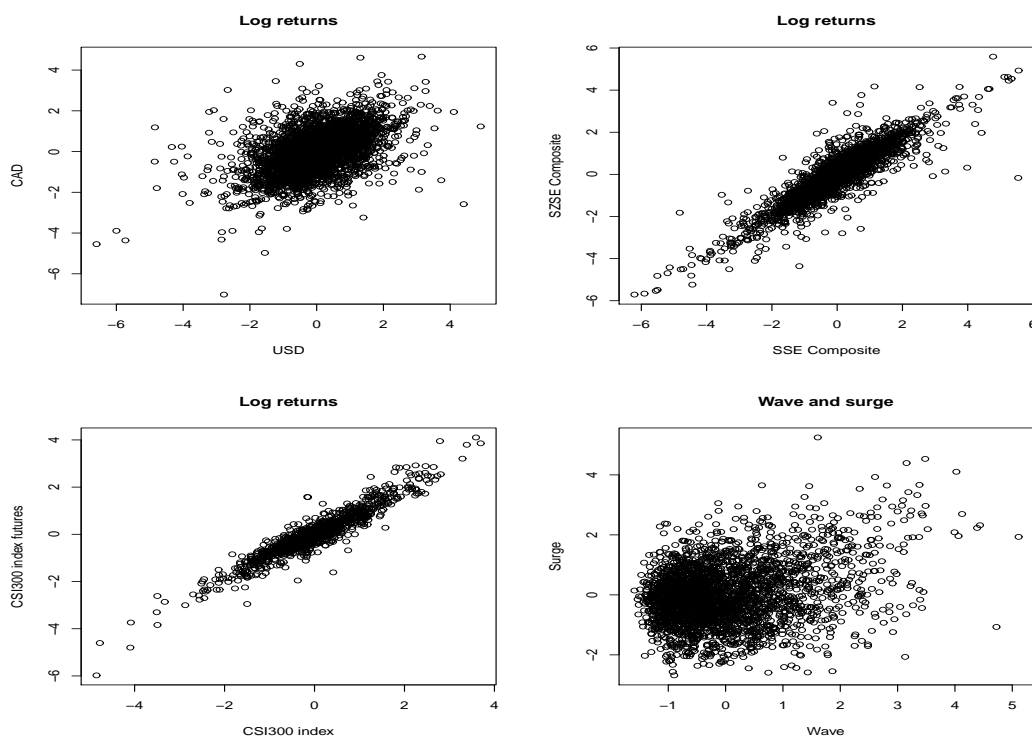 Log returns
4
2
0
−2
−4
−6
CAD
−6 −4 −2 0 2 4
USD
Log returns
6
4
2
0
−2
−4
−6
SZSE Composite
−6 −4 −2 0 2 4 6
SSE Composite
Log returns
4
2
0
−2
−4
−6
CSI300 index futures
−4 −2 0 2 4
CSI300 index
Wave and surge
4
2
0
−2
Surge
−1 0 1 2 3 4 5
Wave